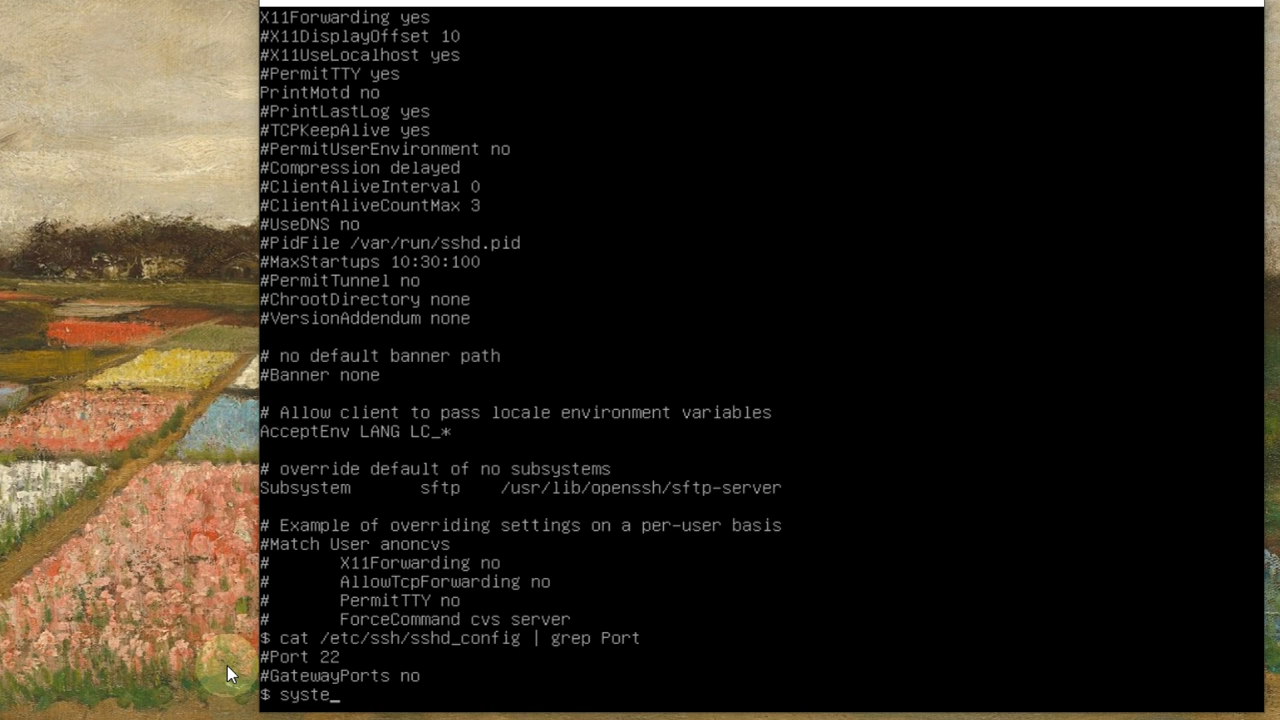 X11Forwarding yes
#X11DisplayOffset 10
#X11UseLocalhost yes
#PermitTTY yes
PrintMotd no
#PrintLastLog yes
#TCPKeepAlive yes
#PermitUserEnvironment no
#Compression delayed
#ClientAliveInterval 0
#ClientAliveCountMax 3
#UseDNS no
#PidFile /var/run/sshd.pid
#MaxStartups 10:30:100
#PermitTunnel no
#ChrootDirectory none
#VersionAddendum none
# no default banner path
#Banner none
# Allow client to pass locale environment variables
AcceptEnv LANG LC_*
# override default of no subsystems
Subsystem       sftp    /usr/lib/openssh/sftp-server
# Example of overriding settings on a per-user basis
#Match User anoncvs
#       X11Forwarding no
#       AllowTcpForwarding no
#       PermitTTY no
#       ForceCommand cvs server
$ cat /etc/ssh/sshd_config | grep Port
#Port 22
#GatewayPorts no
$ syste_